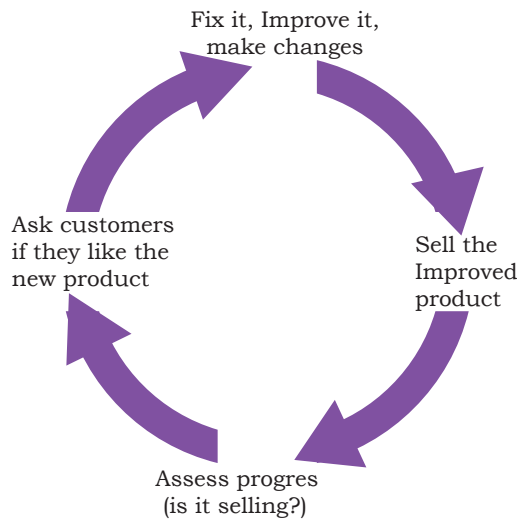 Fix it, Improve it,
make changes
Sell the
Improved
product
Assess progres
(is it selling?)
Ask customers
if they like the
new product